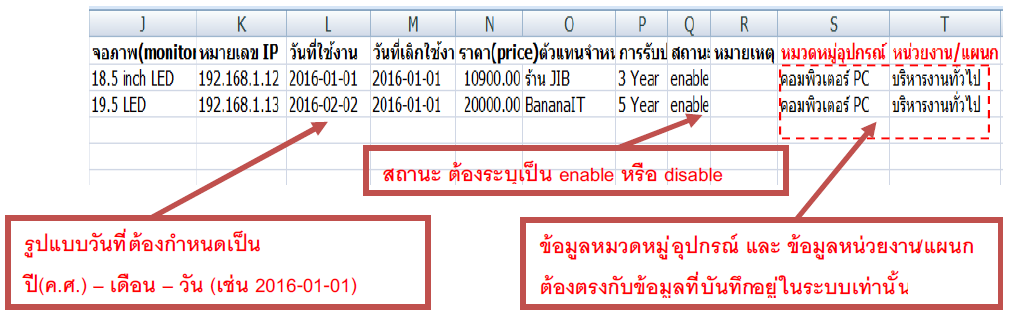 J K L M N O P Q R S T
จอภาพ(monitor หมายเลข IP วันที่ใช้งาน วันที่เลิกใช้งา ราคา(price) ตัวแทนจำหน การรับป สถานะ หมายเหตุ หมวดหมู่อุปกรณ์ หน่วยงาน/แผนก
18.5 inch LED 192.168.1.12 2016-01-01 2016-01-01 10900.00 ร้าน JIB 3 Year enable คอมพิวเตอร์ PC บริหารงานทั่วไป
19.5 LED 192.168.1.13 2016-02-02 2016-01-01 20000.00 BananaIT 5 Year enable คอมพิวเตอร์ PC บริหารงานทั่วไป
สถานะ ต้องระบุเป็น enable หรือ disable
รูปแบบวันที่ต้องกำหนดเป็น
ปี(ค.ศ.) – เดือน – วัน (เช่น 2016-01-01)
ข้อมูลหมวดหมู่อุปกรณ์ และ ข้อมูลหน่วยงาน/แผนก
ต้องตรงกับข้อมูลที่บันทึกอยู่ในระบบเท่านั้น